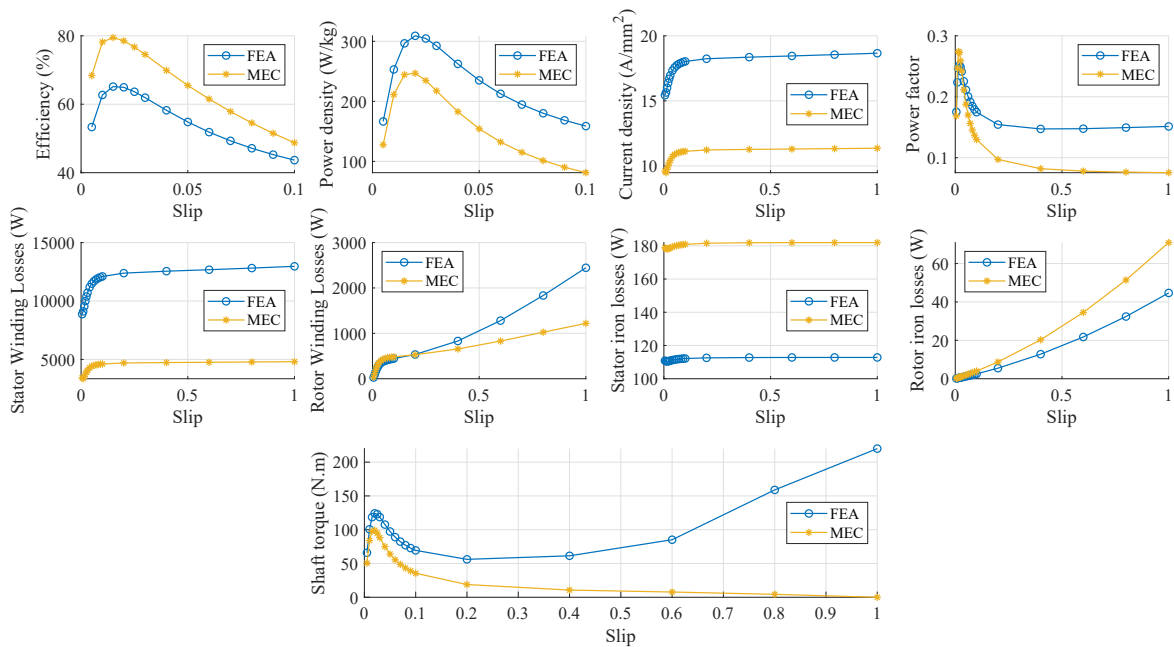 Efficiency (%)
80
60
40
0
0.05
0.1
Slip
FEA
MEC
Power density (W/kg)
300
200
100
0
0.05
0.1
Slip
FEA
MEC
Current density (A/mm²)
20
15
10
0
0.5
1
Slip
FEA
MEC
Power factor
0.3
0.2
0.1
0
0.5
1
Slip
FEA
MEC
Stator Winding Losses (W)
15000
10000
5000
0
0.5
1
Slip
FEA
MEC
Rotor Winding Losses (W)
3000
2000
1000
0
0
0.5
1
Slip
FEA
MEC
Stator iron losses (W)
180
160
140
120
100
0
0.5
1
Slip
FEA
MEC
Rotor iron losses (W)
60
40
20
0
0
0.5
1
Slip
FEA
MEC
Shaft torque (N.m)
200
150
100
50
0
0
0.1
0.2
0.3
0.4
0.5
0.6
0.7
0.8
0.9
1
Slip
FEA
MEC